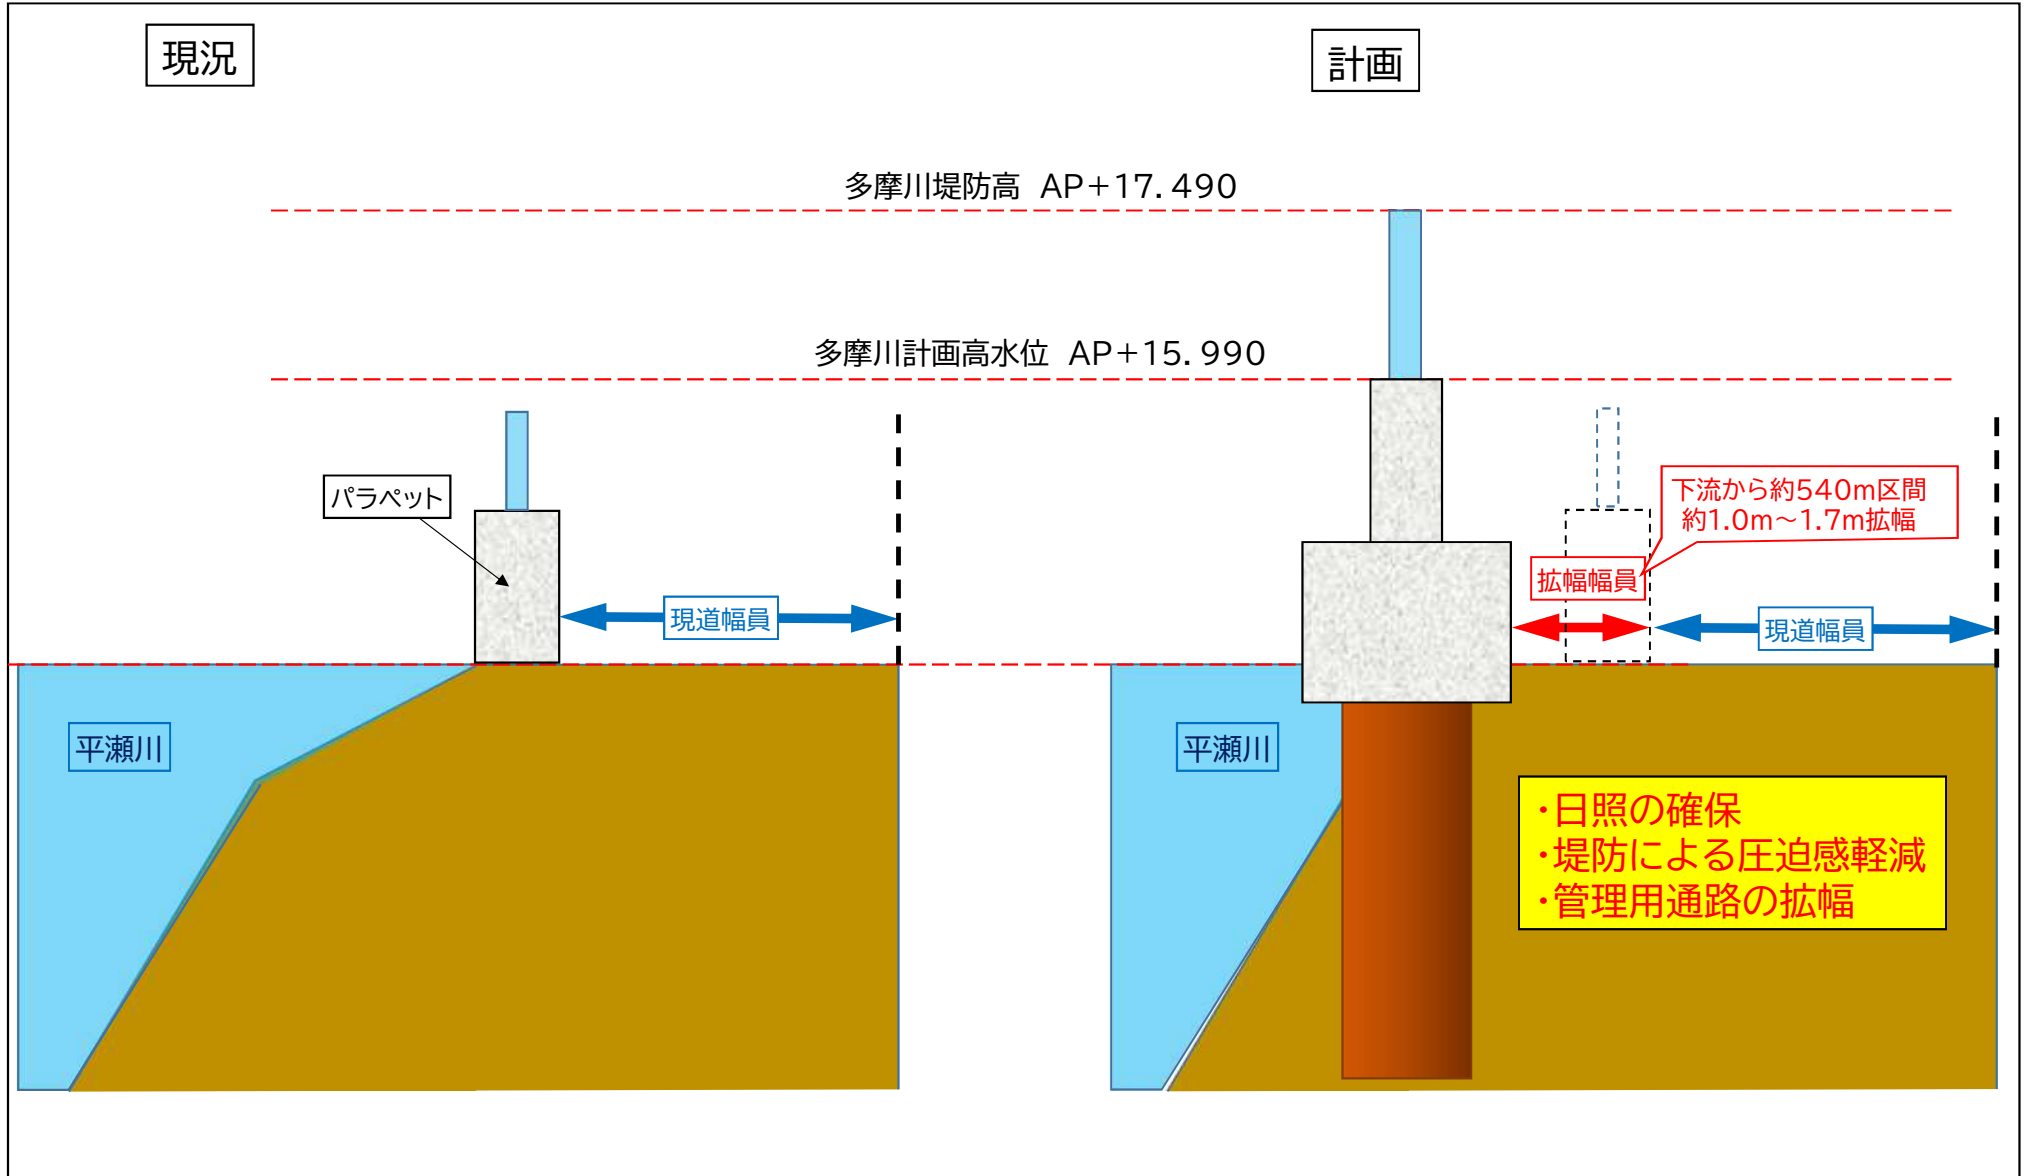 現況
計画
多摩川堤防高 AP+17.490
多摩川計画高水位 AP+15.990
パラペット
下流から約540m区間
約1.0m～1.7m拡幅
拡幅幅員
現道幅員
現道幅員
平瀬川
平瀬川
・日照の確保
・堤防による圧迫感軽減
・管理用通路の拡幅